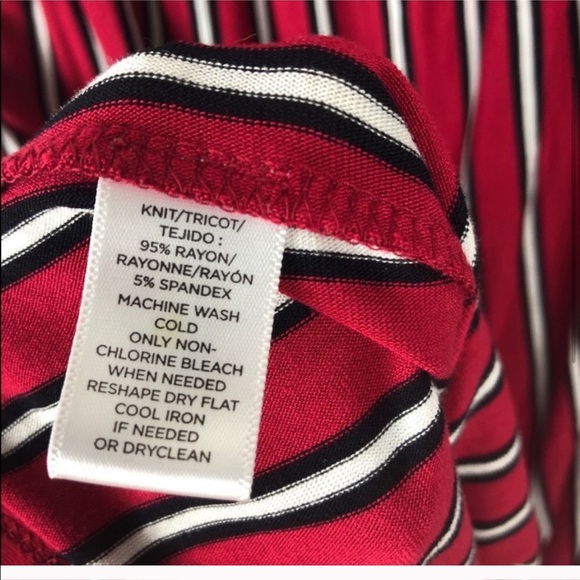 KNIT/TRICOT/
TEJIDO :
95% RAYON/
RAYONNE/RAYÓN
5% SPANDEX
MACHINE WASH
COLD
ONLY NON-
CHLORINE BLEACH
WHEN NEEDED
RESHAPE DRY FLAT
COOL IRON
IF NEEDED
OR DRYCLEAN